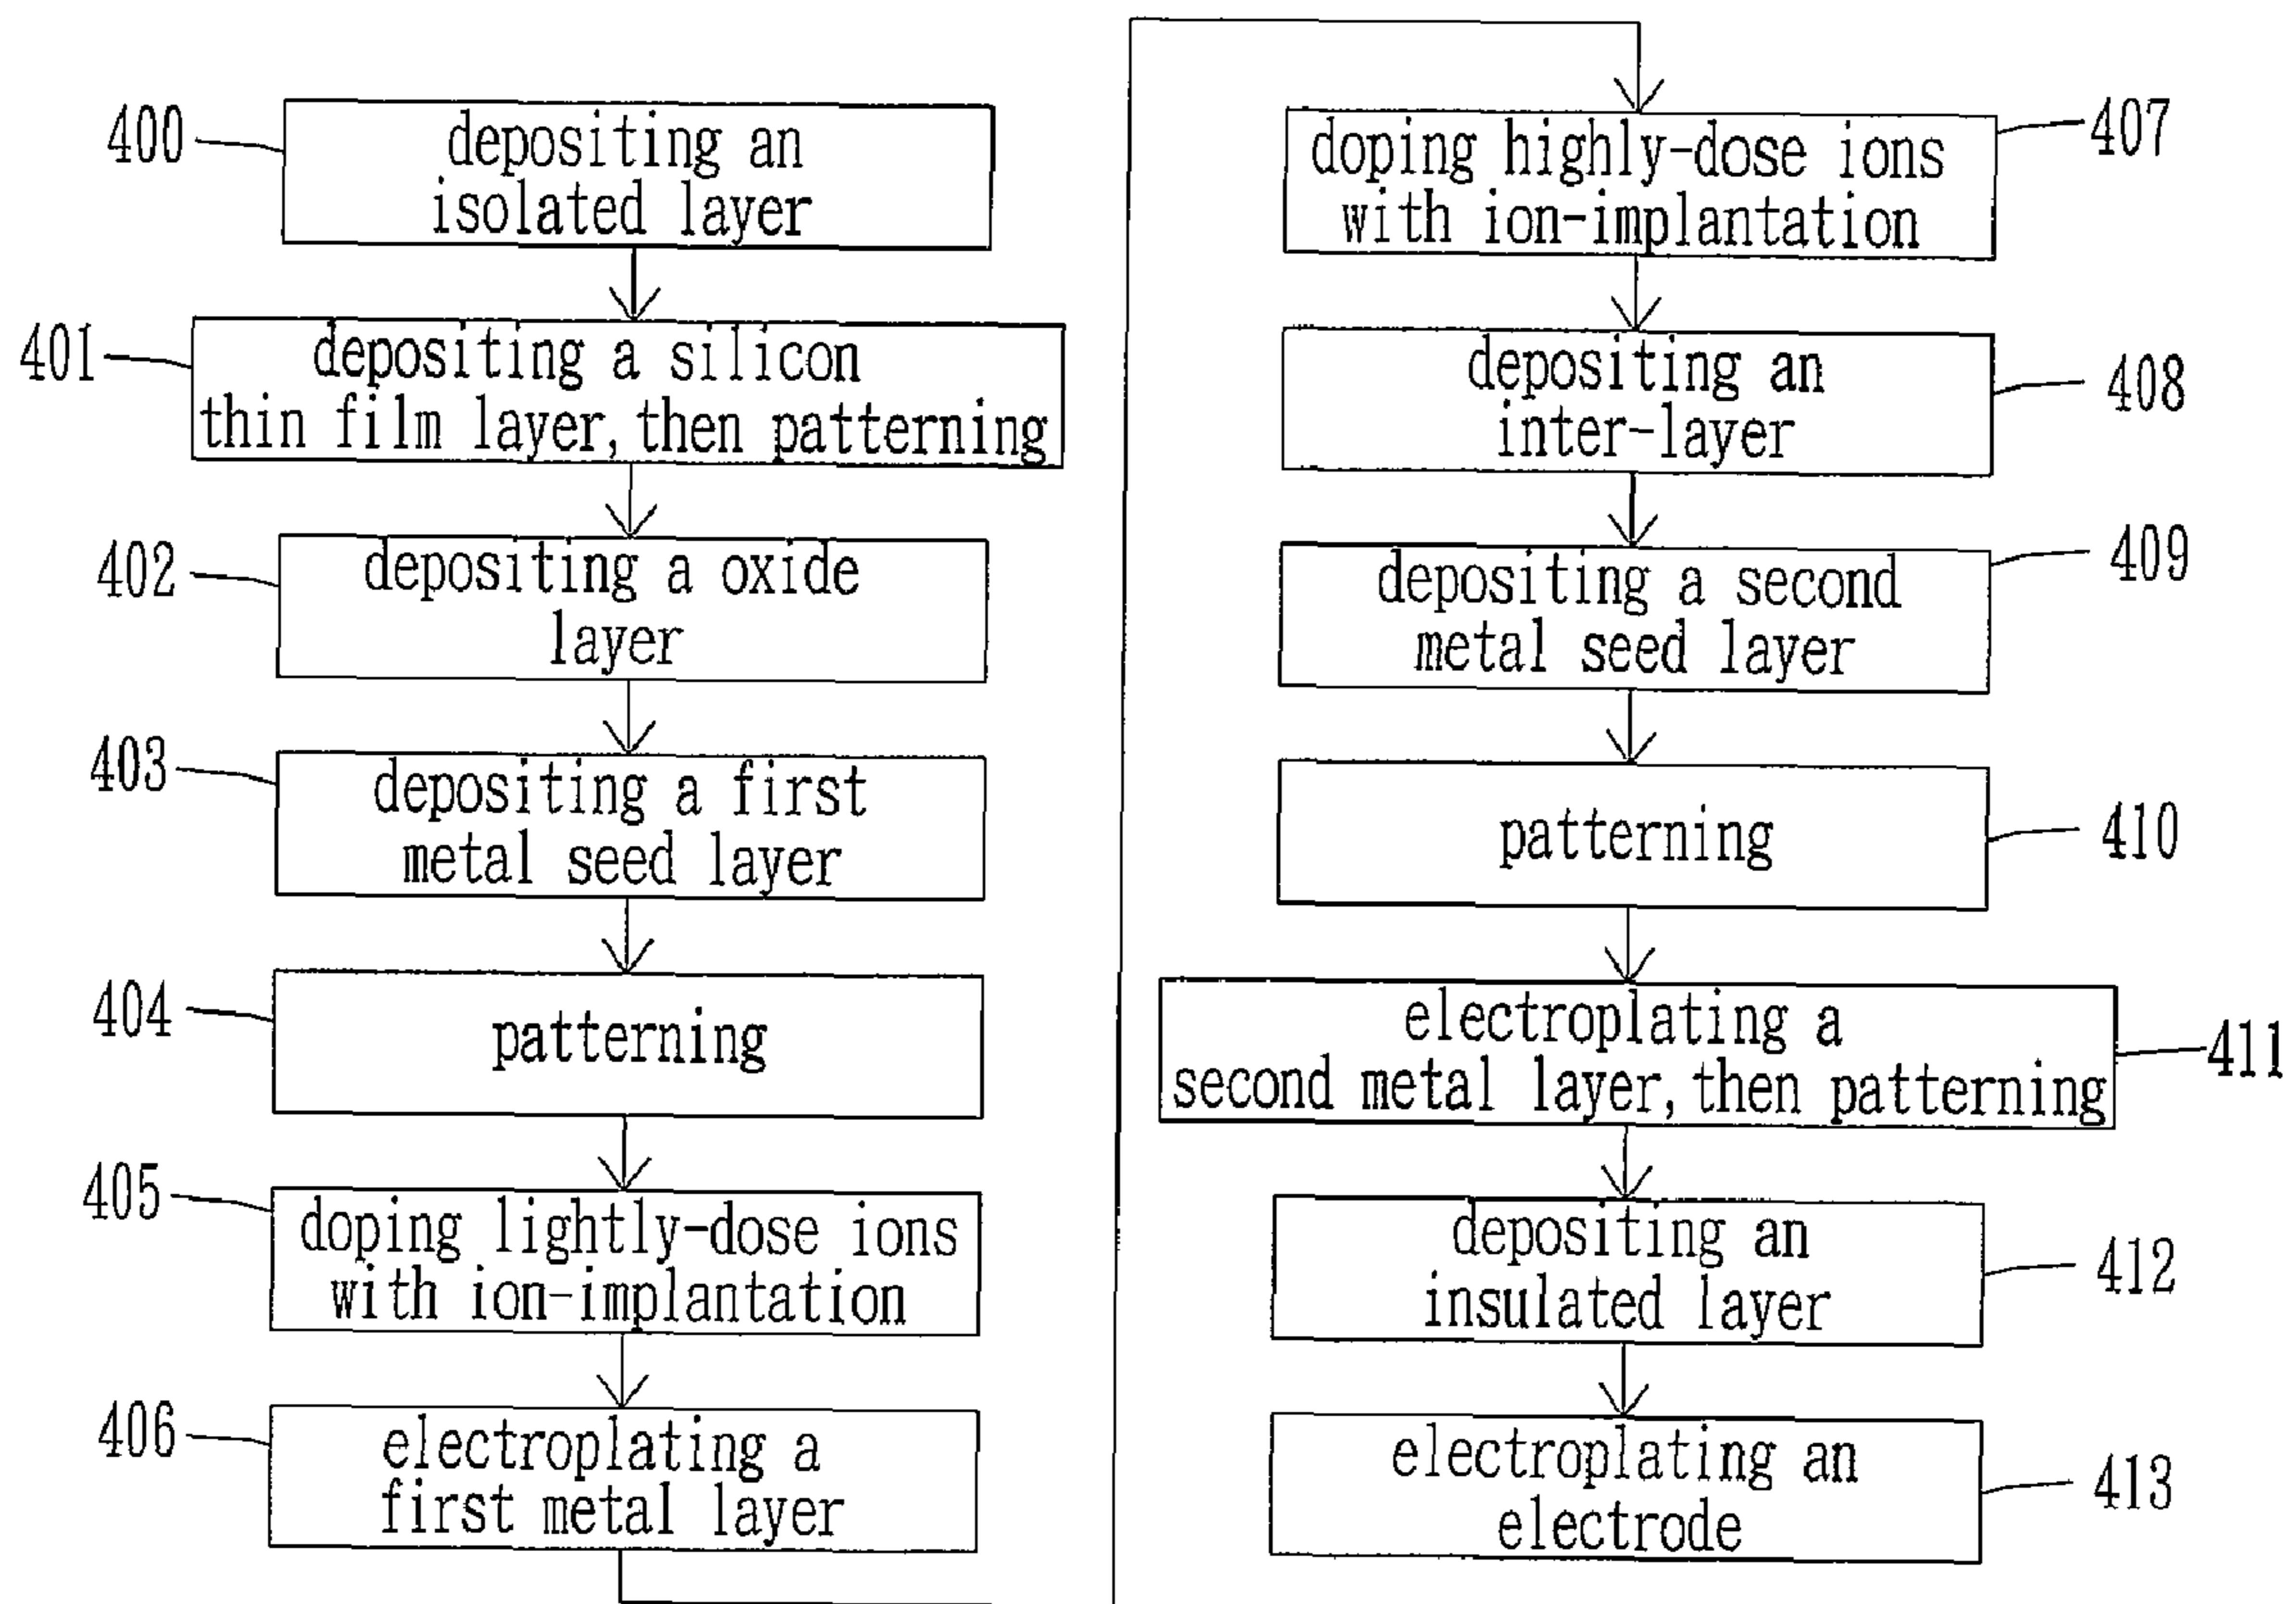 400
depositing an
isolated layer
401
depositing a silicon
thin film layer, then patterning
402
depositing a oxide
layer
403
depositing a first
metal seed layer
404
patterning
405
doping lightly-dose ions
with ion-implantation
406
electroplating a
first metal layer
407
doping highly-dose ions
with ion-implantation
408
depositing an
inter-layer
409
depositing a second
metal seed layer
410
patterning
411
electroplating a
second metal layer, then patterning
412
depositing an
insulated layer
413
electroplating an
electrode